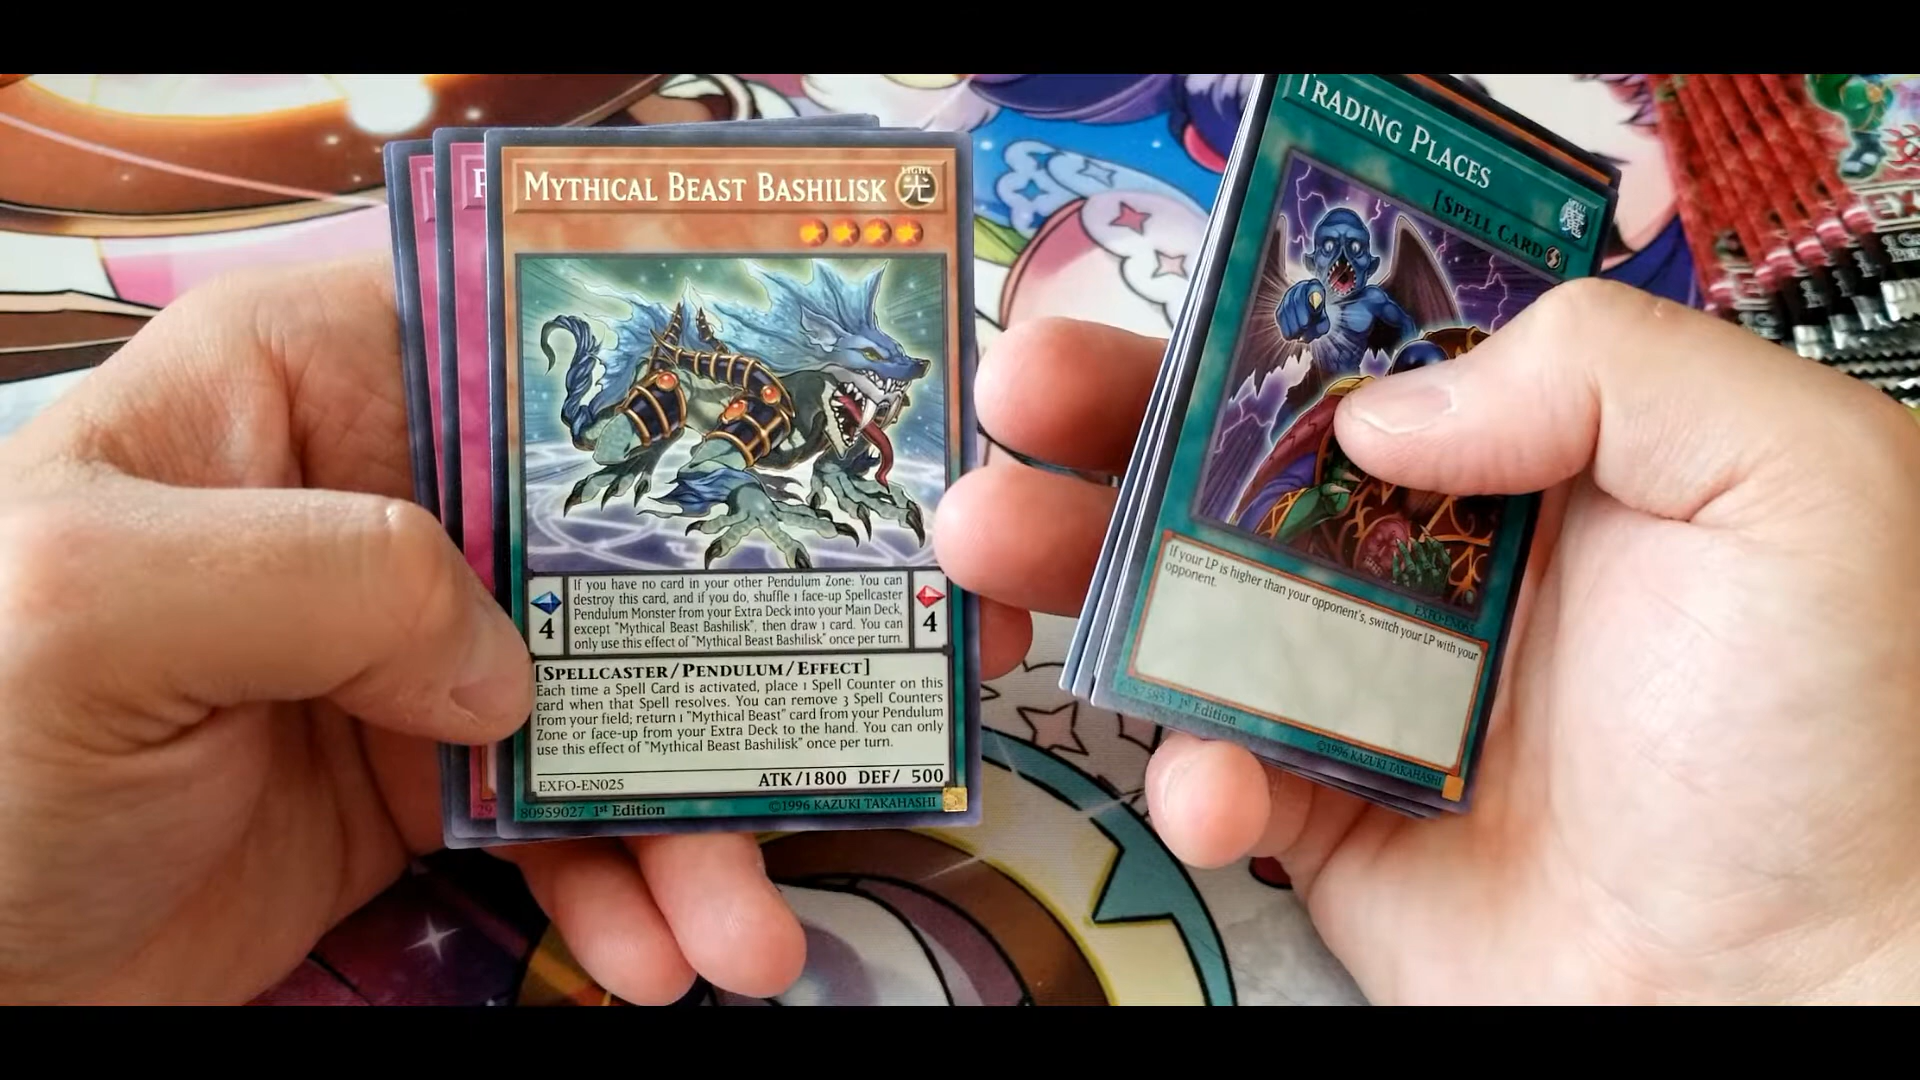 MYTHICAL BEAST BASHILISK
LIGHT
光
If you have no card in your other Pendulum Zone: You can
destroy this card, and if you do, shuffle 1 face-up Spellcaster
Pendulum Monster from your Extra Deck into your Main Deck,
except "Mythical Beast Bashilisk", then draw 1 card. You can
only use this effect of "Mythical Beast Bashilisk" once per turn.
4
4
[SPELLCASTER/PENDULUM/EFFECT]
Each time a Spell Card is activated, place 1 Spell Counter on this
card when that Spell resolves. You can remove 3 Spell Counters
from your field; return 1 "Mythical Beast" card from your Pendulum
Zone or face-up from your Extra Deck to the hand. You can only
use this effect of "Mythical Beast Bashilisk" once per turn.
ATK/1800 DEF/ 500
EXFO-EN025
80959027 1st Edition
©1996 KAZUKI TAKAHASHI
29
TRADING PLACES
[SPELL CARD]
魔
EXFO-EN065
If your LP is higher than your opponent's, switch your LP with your
opponent.
1st Edition
©1996 KAZUKI TAKAHASHI
EX